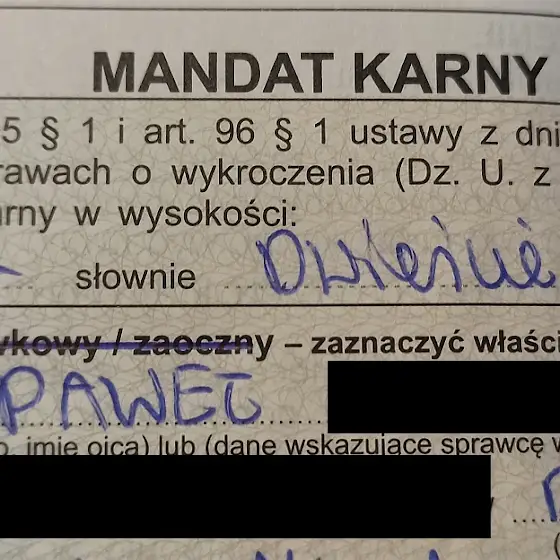 MANDAT KARNY
5 § 1 i art. 96 § 1 ustawy z dni
rawach o wykroczenia (Dz. U. z
arny w wysokości:
słownie Dwieście
ykowy / zaoczny – zaznaczyć właści
PAWEŁ
o, imię ojca) lub (dane wskazujące sprawcę w